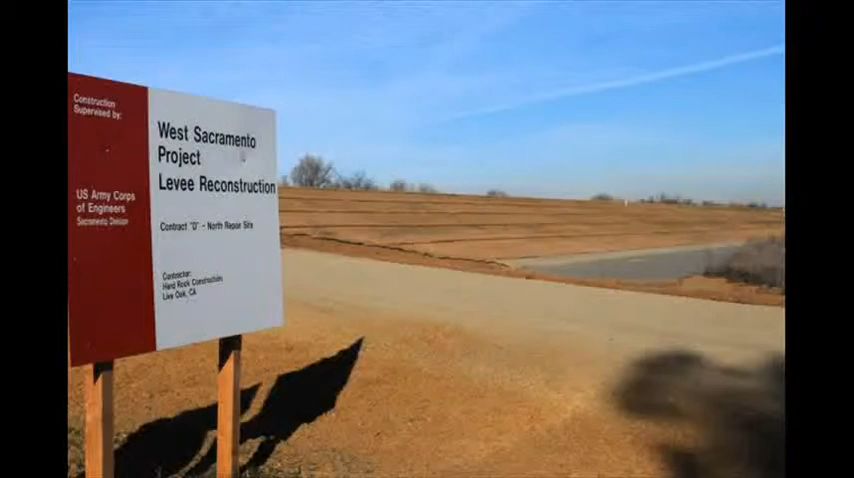 Construction
Supervised by:
US Army Corps
of Engineers
Sacramento Division
West Sacramento
Project
Levee Reconstruction
Contract "D" - North Repair Site
Contractor:
Hard Rock Construction
Live Oak, CA